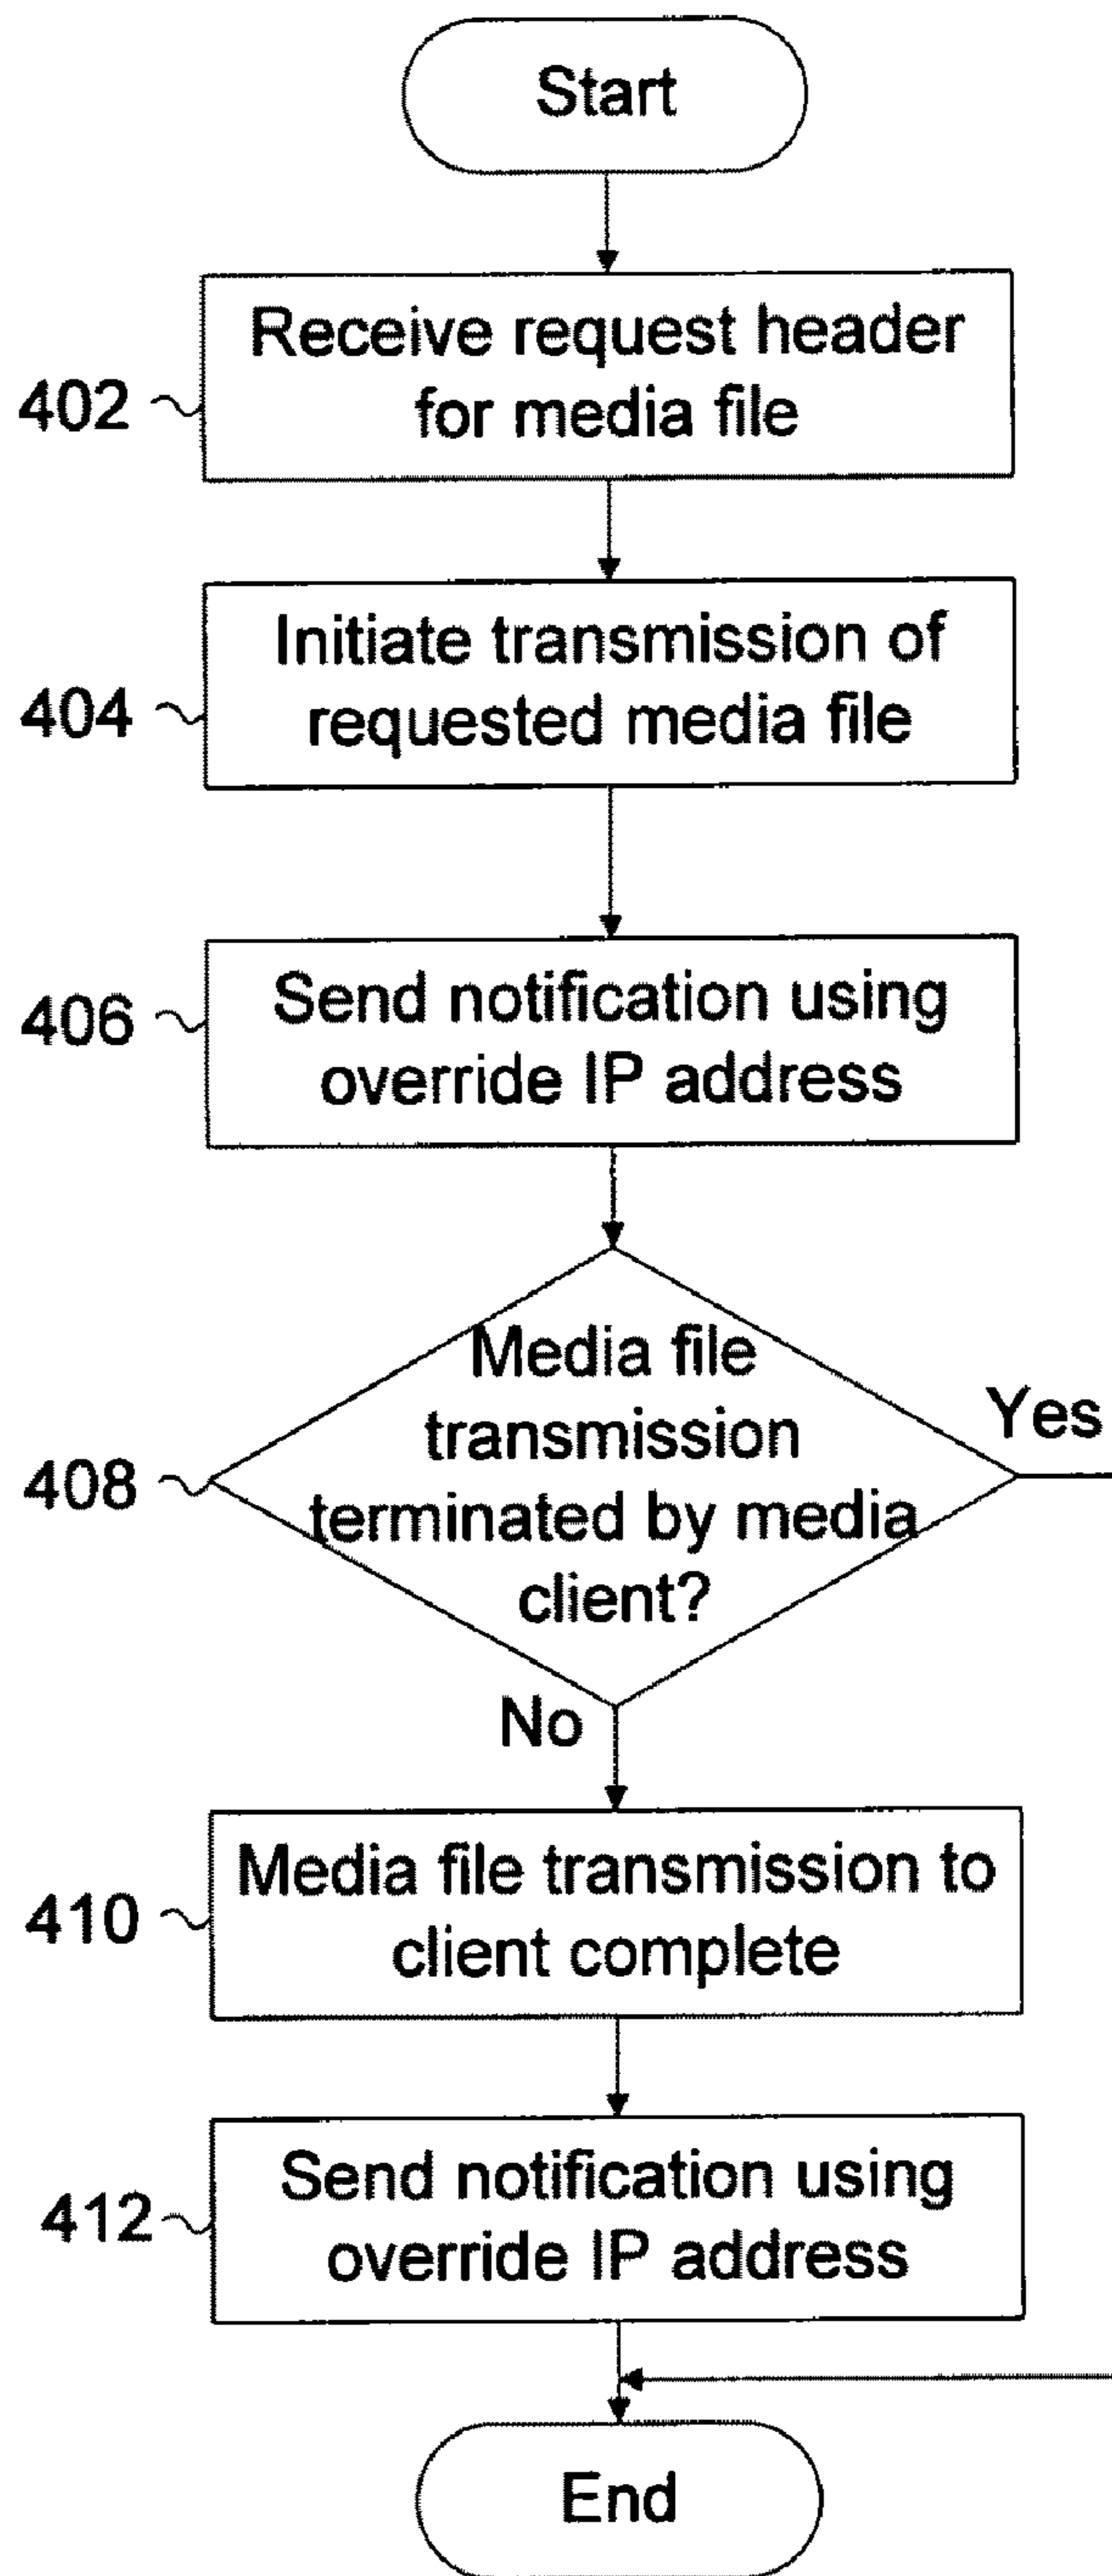 Start
Receive request header
for media file
402
Initiate transmission of
requested media file
404
Send notification using
override IP address
406
Media file
transmission
terminated by media
client?
408
Yes
No
Media file transmission to
client complete
410
Send notification using
override IP address
412
End